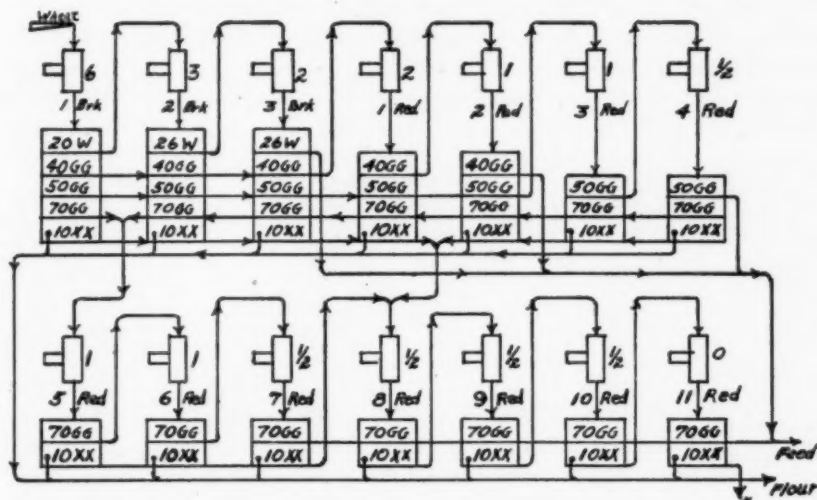 Wheat
6 3 2 2 1 1 1/2
1 Brk 2 Brk 3 Brk 1 Red 2 Red 3 Red 4 Red
20W 26W 26W
40GG 40GG 40GG 40GG 40GG
50GG 50GG 50GG 50GG 50GG 50GG 50GG
70GG 70GG 70GG 70GG 70GG 70GG 70GG
10XX 10XX 10XX 10XX 10XX 10XX 10XX
1 1 1/2 1/2 1/2 1/2 0
5 Red 6 Red 7 Red 8 Red 9 Red 10 Red 11 Red
70GG 70GG 70GG 70GG 70GG 70GG 70GG
Feed
10XX 10XX 10XX 10XX 10XX 10XX 10XX
Flour